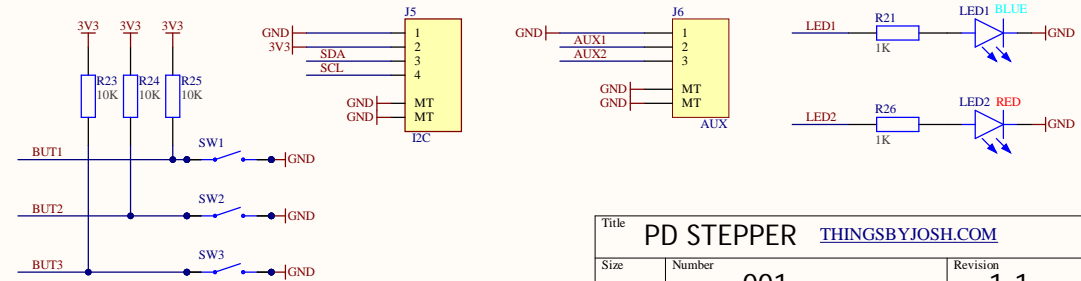 3V3 3V3 3V3
R23 R24 R25
10K 10K 10K
BUT1 SW1 GND
BUT2 SW2 GND
BUT3 SW3 GND
J5
GND 1
3V3 2
SDA 3
SCL 4
GND MT
GND MT
I2C
J6
GND 1
AUX1 2
AUX2 3
GND MT
GND MT
AUX
LED1 R21 1K LED1 BLUE GND
LED2 R26 1K LED2 RED GND
Title PD STEPPER THINGSBYJOSH.COM
Size Number Revision
001 1.1